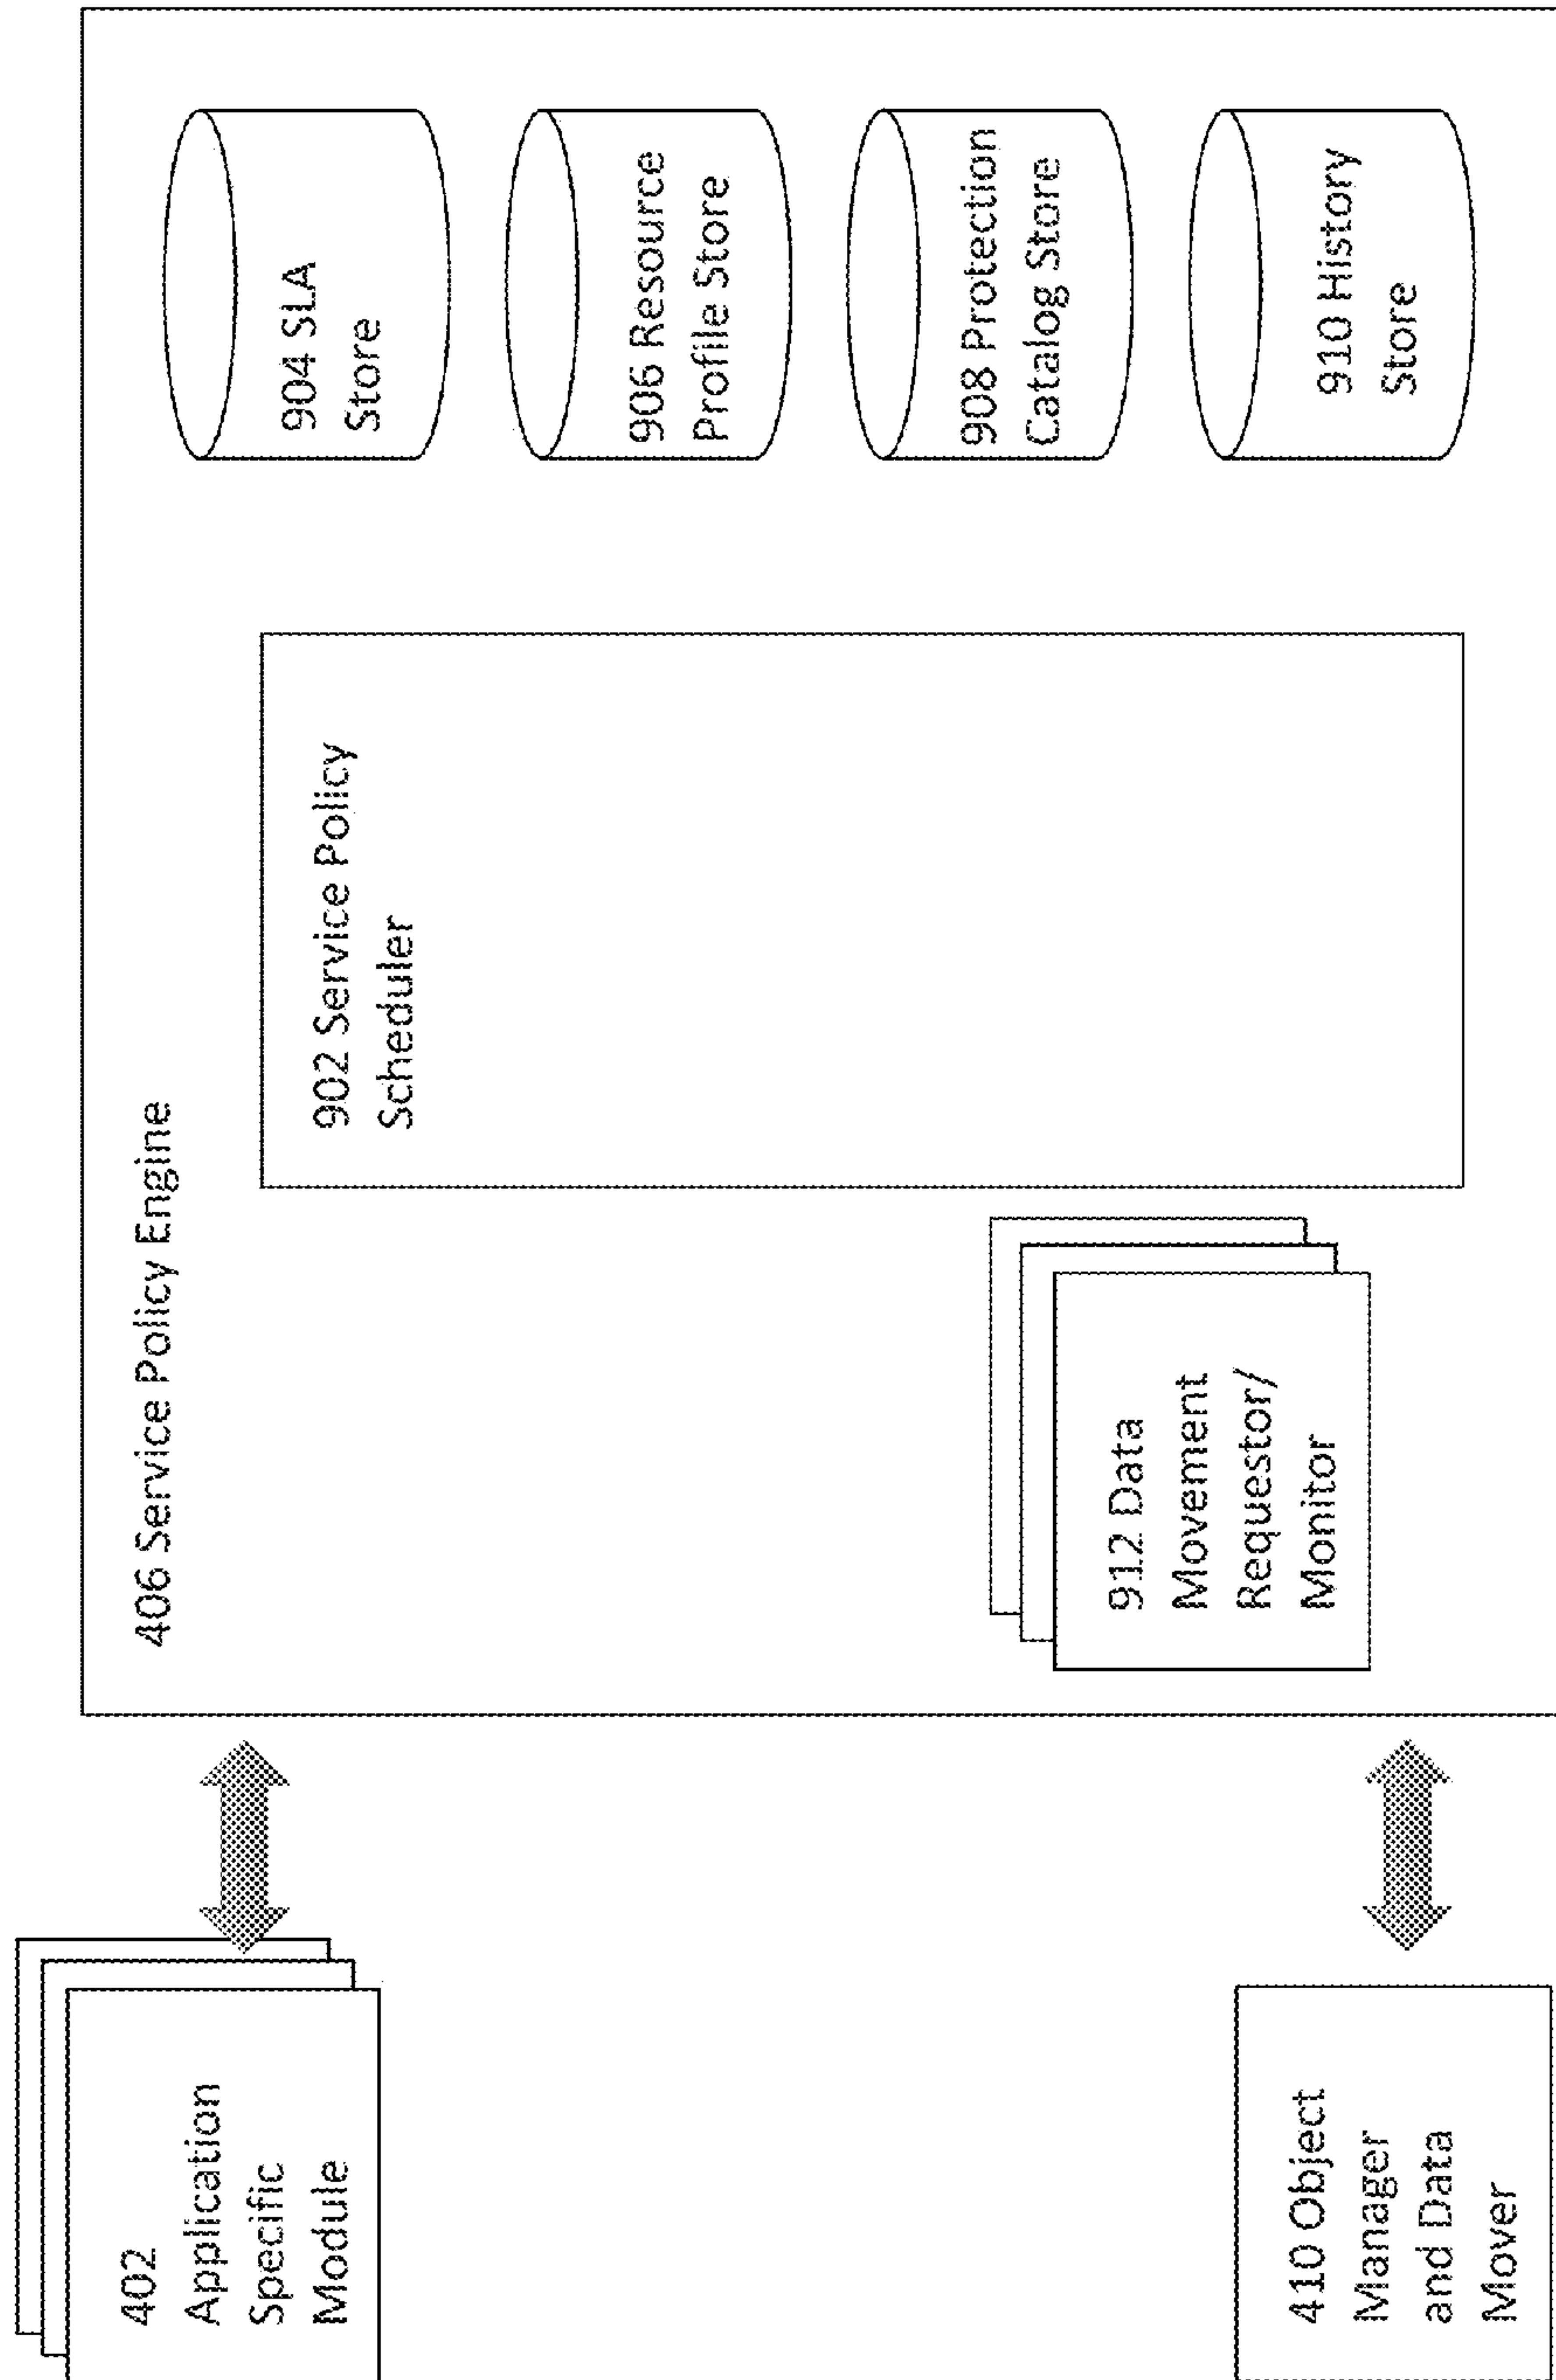 402
Application
Specific
Module
410 Object
Manager
and Data
Mover
406 Service Policy Engine
912 Data
Movement
Requestor/
Monitor
902 Service Policy
Scheduler
904 SLA
Store
906 Resource
Profile Store
908 Protection
Catalog Store
910 History
Store